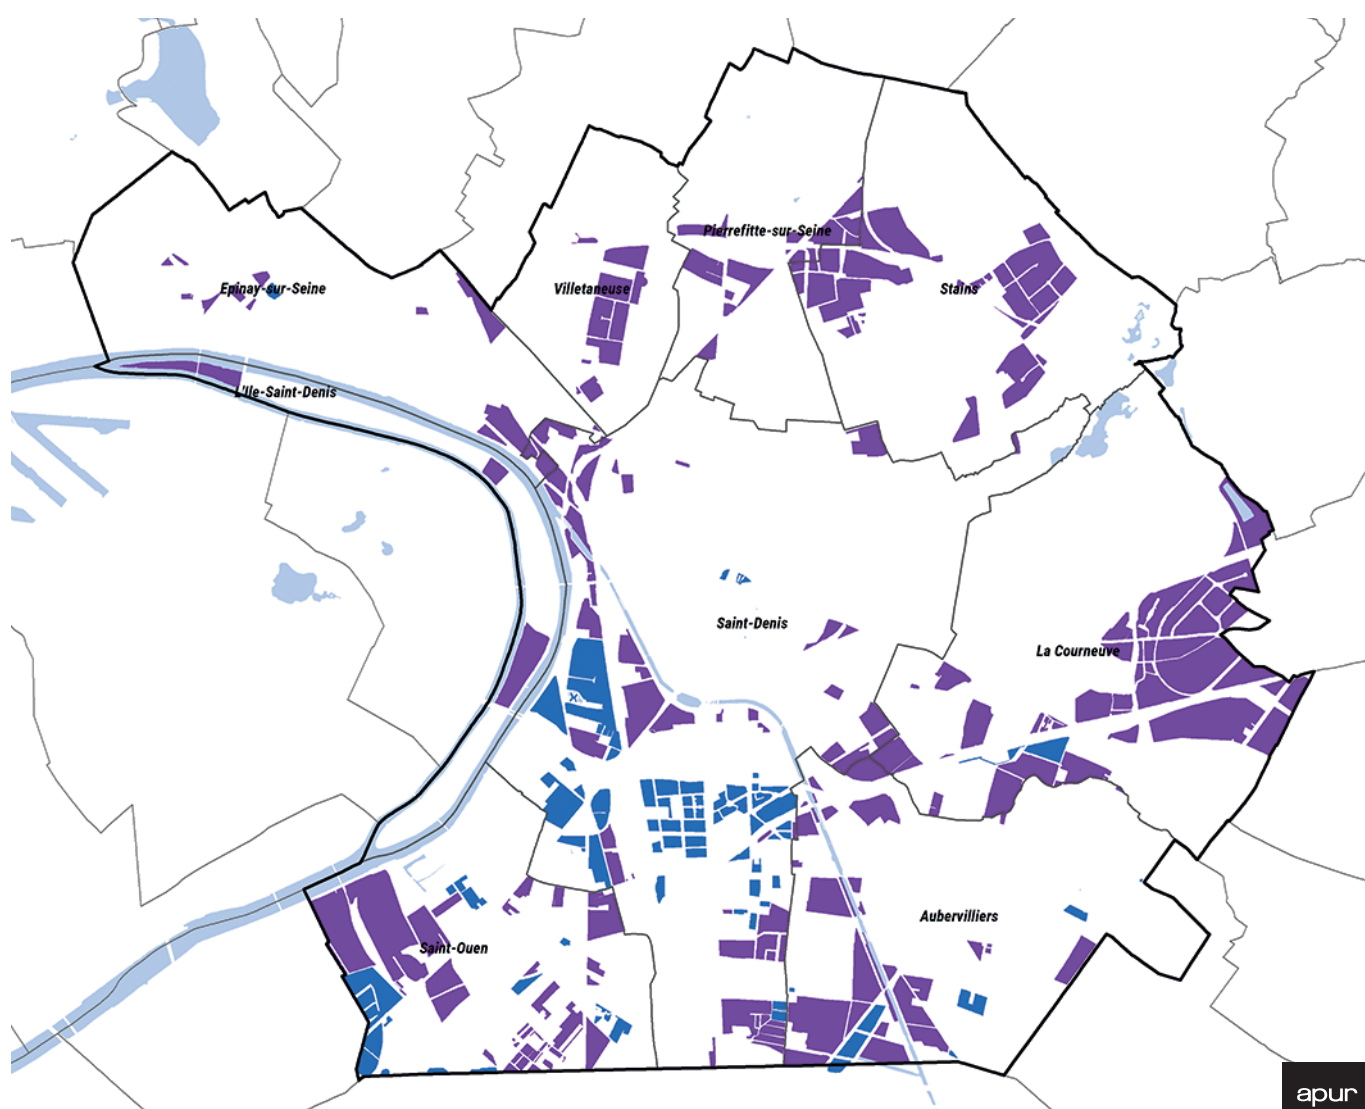 Pierrefitte-sur-Seine
Epinay-sur-Seine
Villetaneuse
Stains
L'Ile-Saint-Denis
Saint-Denis
La Courneuve
Aubervilliers
Saint-Ouen
apur